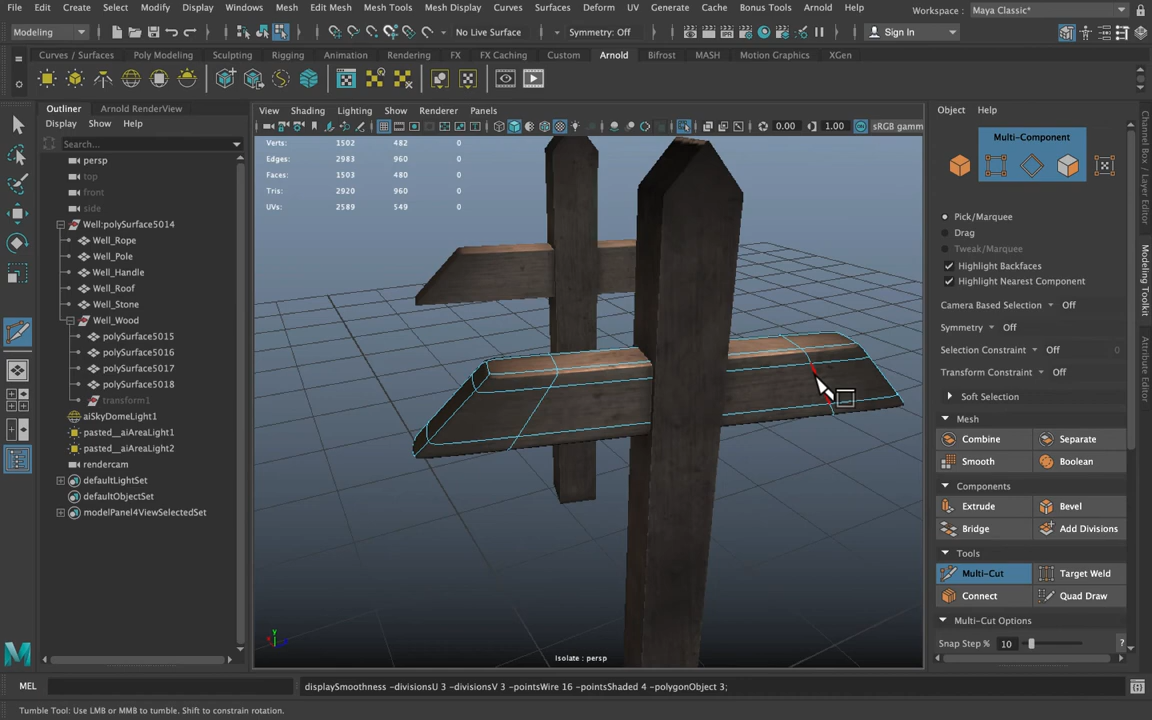 File Edit Create Select Modify Display Windows Mesh Edit Mesh Mesh Tools Mesh Display Curves Surfaces Deform UV Generate Cache Bonus Tools Arnold Help Workspace : Maya Classic*
Modeling No Live Surface Symmetry: Off Sign In
Curves / Surfaces Poly Modeling Sculpting Rigging Animation Rendering FX FX Caching Custom Arnold Bifrost MASH Motion Graphics XGen
Outliner Arnold RenderView
Display Show Help
Search...
persp
top
front
side
Well:polySurface5014
Well_Rope
Well_Pole
Well_Handle
Well_Roof
Well_Stone
Well_Wood
polySurface5015
polySurface5016
polySurface5017
polySurface5018
transform1
aiSkyDomeLight1
pasted__aiAreaLight1
pasted__aiAreaLight2
rendercam
defaultLightSet
defaultObjectSet
modelPanel4ViewSelectedSet
View Shading Lighting Show Renderer Panels
0.00 1.00 sRGB gamm
Verts: 1502 482 0
Edges: 2983 960 0
Faces: 1503 480 0
Tris: 2920 960 0
UVs: 2589 549 0
Isolate : persp
Object Help
Multi-Component
Pick/Marquee
Drag
Tweak/Marquee
Highlight Backfaces
Highlight Nearest Component
Camera Based Selection Off
Symmetry Off
Selection Constraint Off 0
Transform Constraint Off
Soft Selection
Mesh
Combine Separate
Smooth Boolean
Components
Extrude Bevel
Bridge Add Divisions
Tools
Multi-Cut Target Weld
Connect Quad Draw
Multi-Cut Options
Snap Step % 10 ?
Channel Box / Layer Editor
Modeling Toolkit
Attribute Editor
MEL displaySmoothness -divisionsU 3 -divisionsV 3 -pointsWire 16 -pointsShaded 4 -polygonObject 3;
Tumble Tool: Use LMB or MMB to tumble. Shift to constrain rotation.